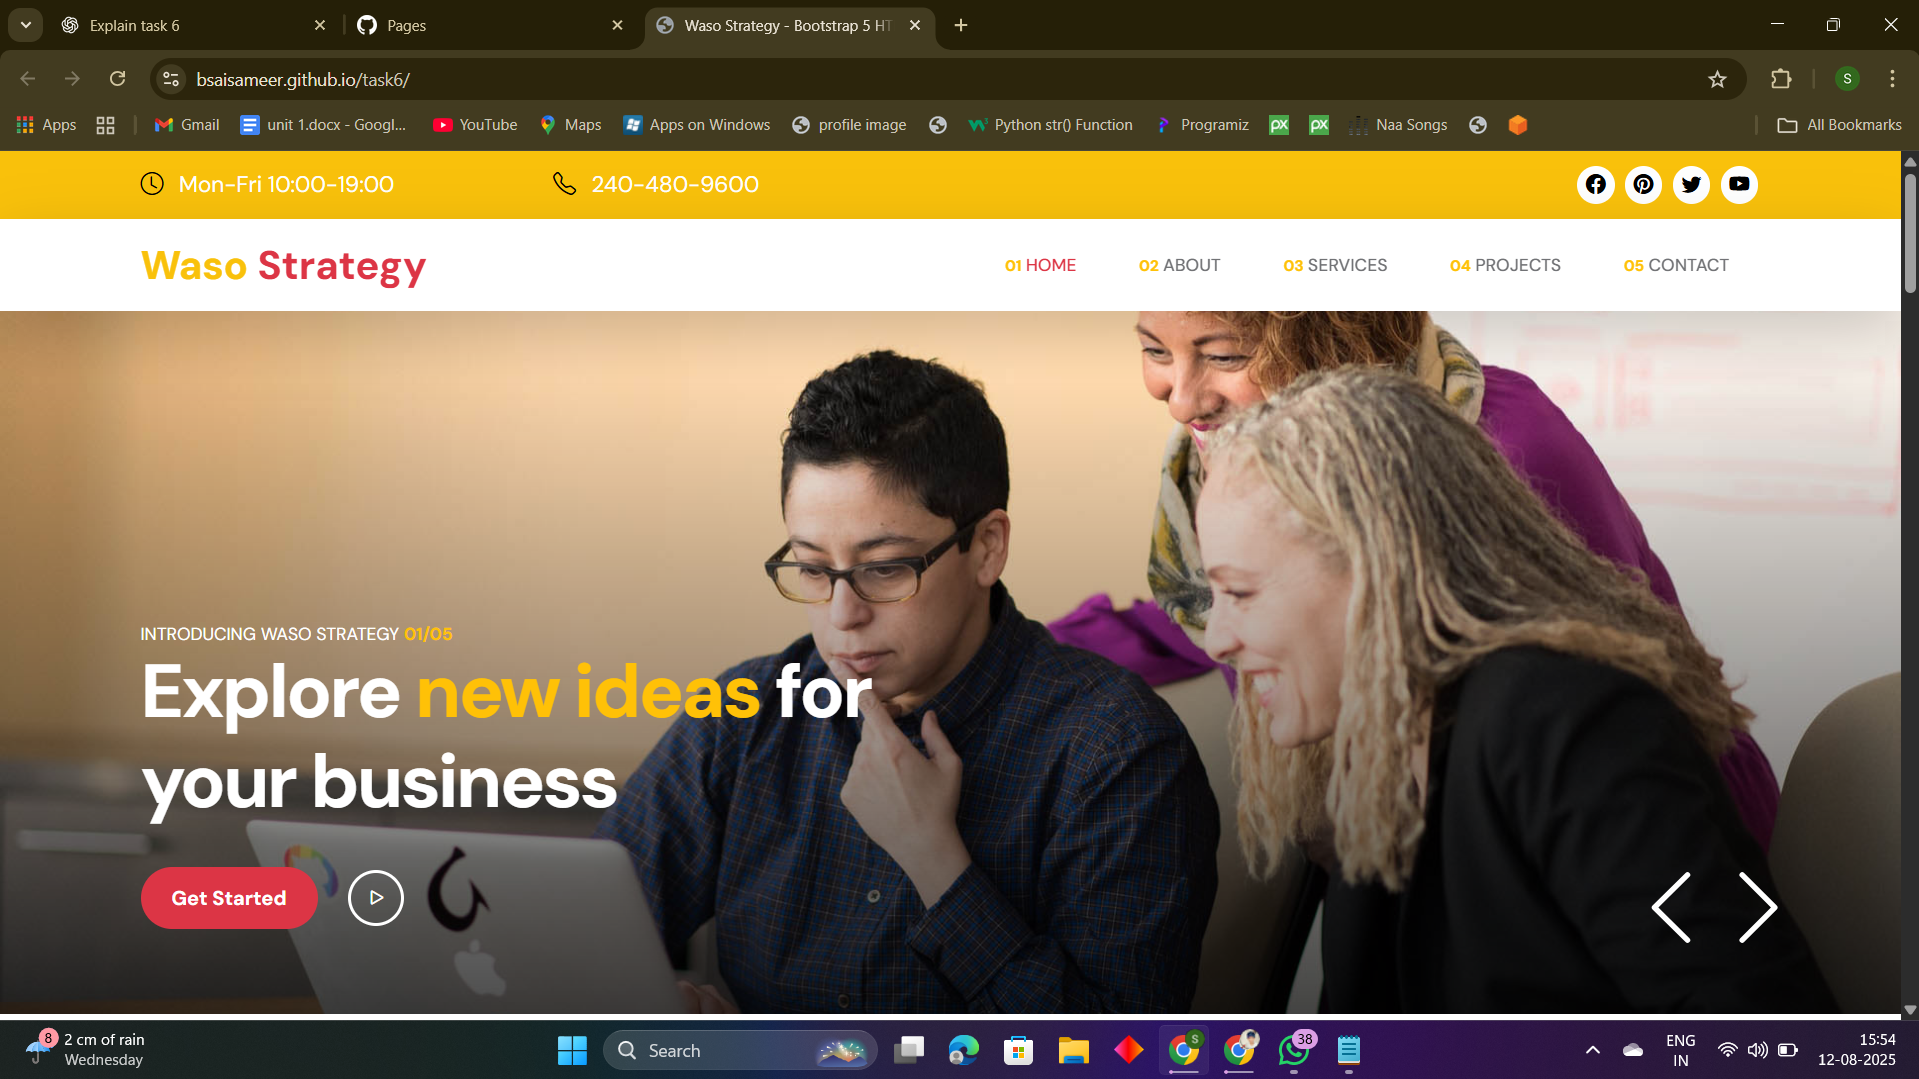 Explain task 6
Pages
Waso Strategy - Bootstrap 5 HT
bsaisameer.github.io/task6/
S
Apps
Gmail
unit 1.docx - Googl...
YouTube
Maps
Apps on Windows
profile image
Python str() Function
Programiz
Naa Songs
All Bookmarks
Mon-Fri 10:00-19:00
240-480-9600
Waso Strategy
01 HOME
02 ABOUT
03 SERVICES
04 PROJECTS
05 CONTACT
INTRODUCING WASO STRATEGY 01/05
Explore new ideas for
your business
Get Started
8
2 cm of rain
Wednesday
Search
S
38
ENG
IN
15:54
12-08-2025